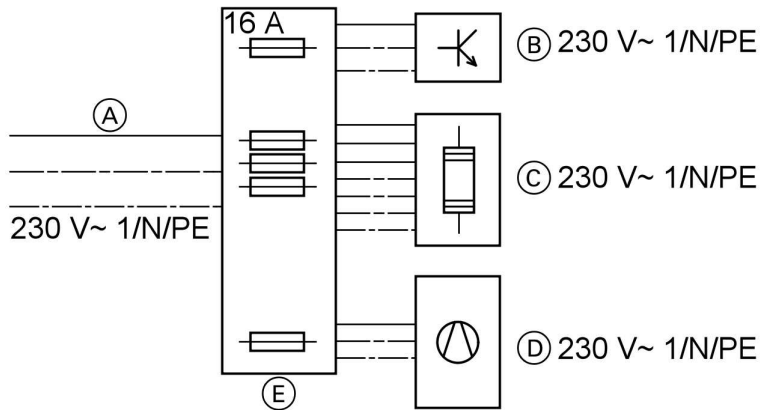 16 A
Ⓑ 230 V~ 1/N/PE
Ⓐ
Ⓒ 230 V~ 1/N/PE
230 V~ 1/N/PE
Ⓓ 230 V~ 1/N/PE
Ⓔ